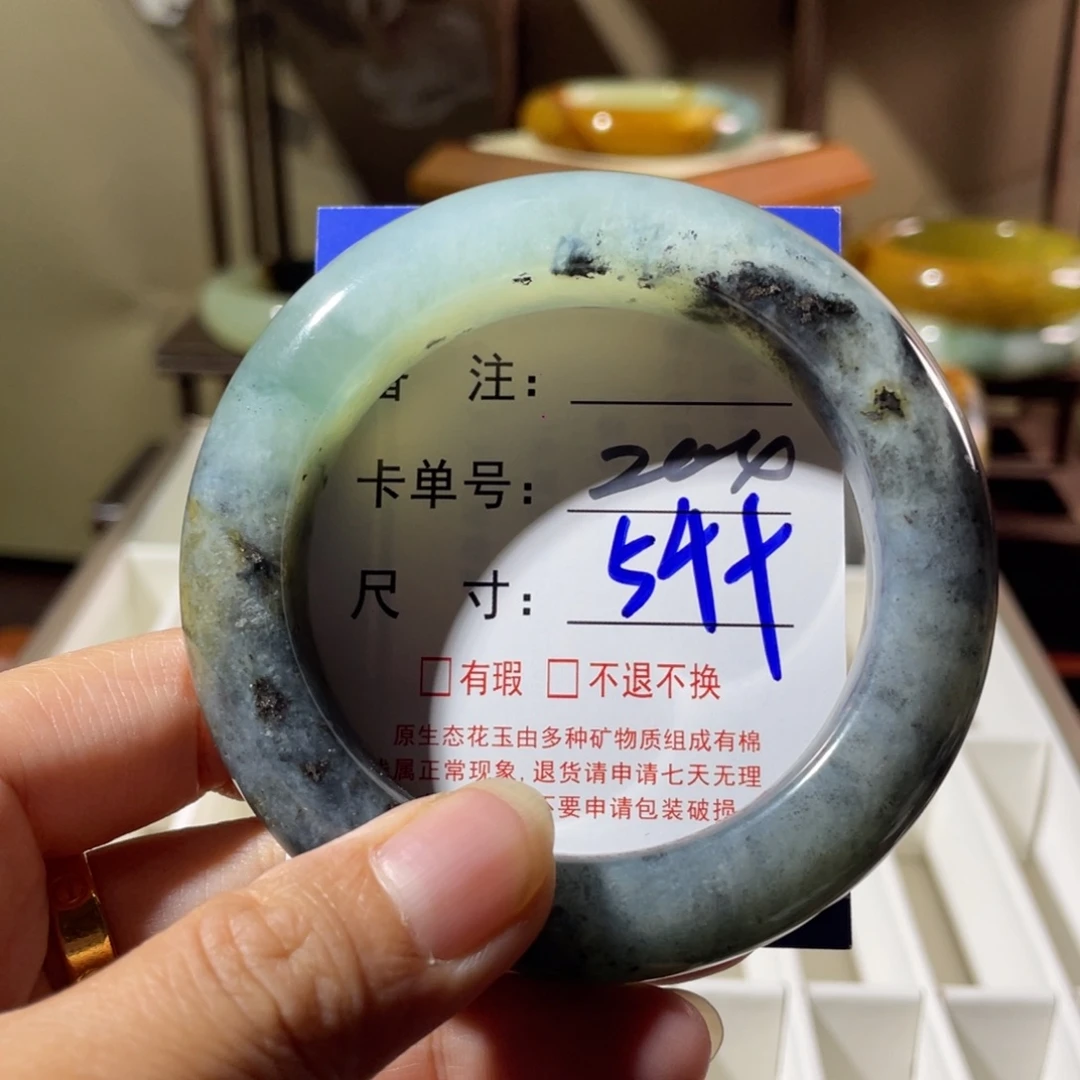 备 注:
卡单号:
尺 寸: 54
□有瑕 □不退不换
原生态花玉由多种矿物质组成有棉
属正常现象,退货请申请七天无理
不要申请包装破损